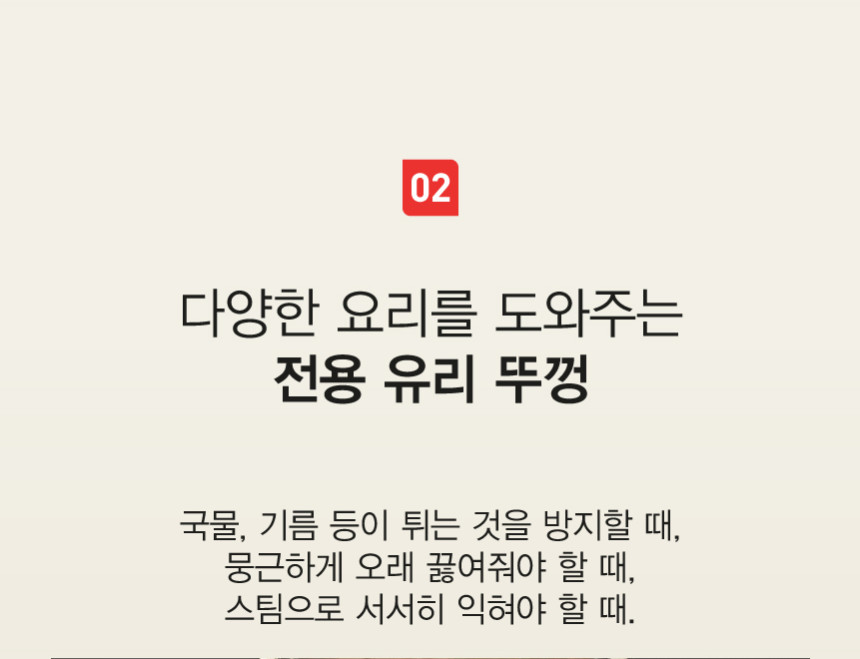 02
다양한 요리를 도와주는
전용 유리 뚜껑
국물, 기름 등이 튀는 것을 방지할 때,
뭉근하게 오래 끓여줘야 할 때,
스팀으로 서서히 익혀야 할 때.